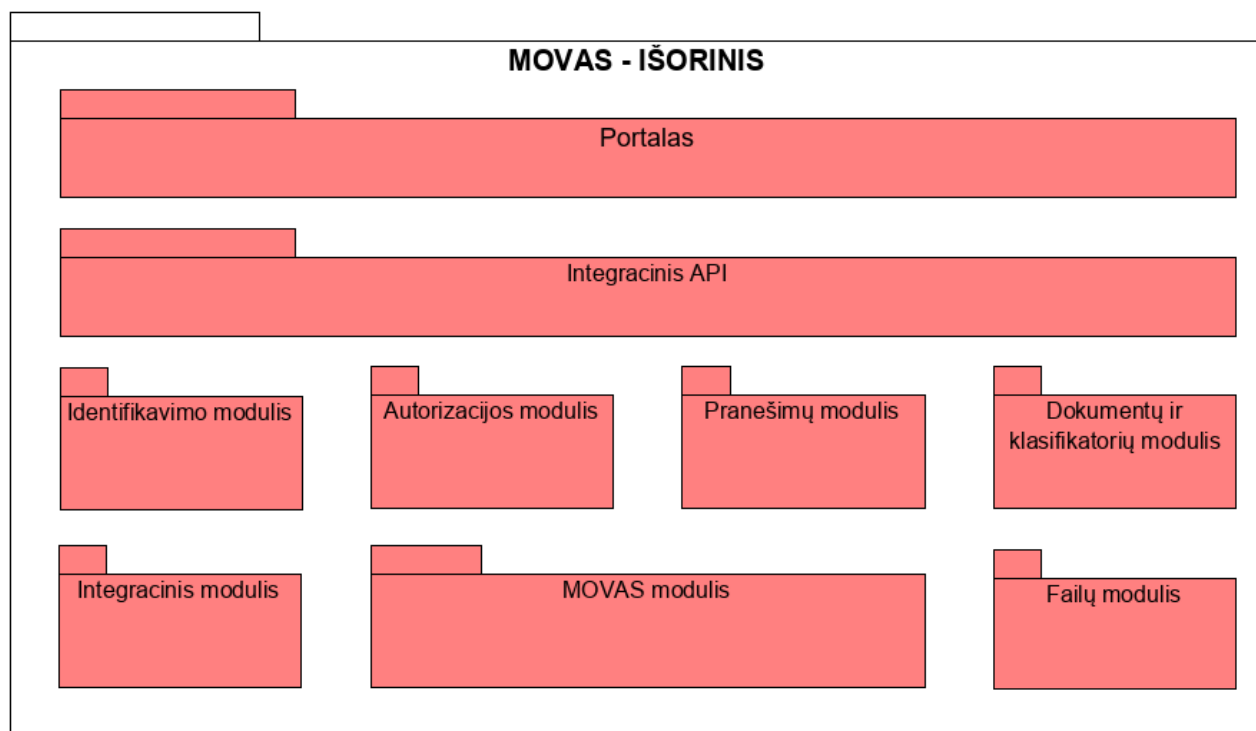 MOVAS - IŠORINIS
Portalas
Integracinis API
Identifikavimo modulis
Autorizacijos modulis
Pranešimų modulis
Dokumentų ir
klasifikatorių modulis
Integracinis modulis
MOVAS modulis
Failų modulis